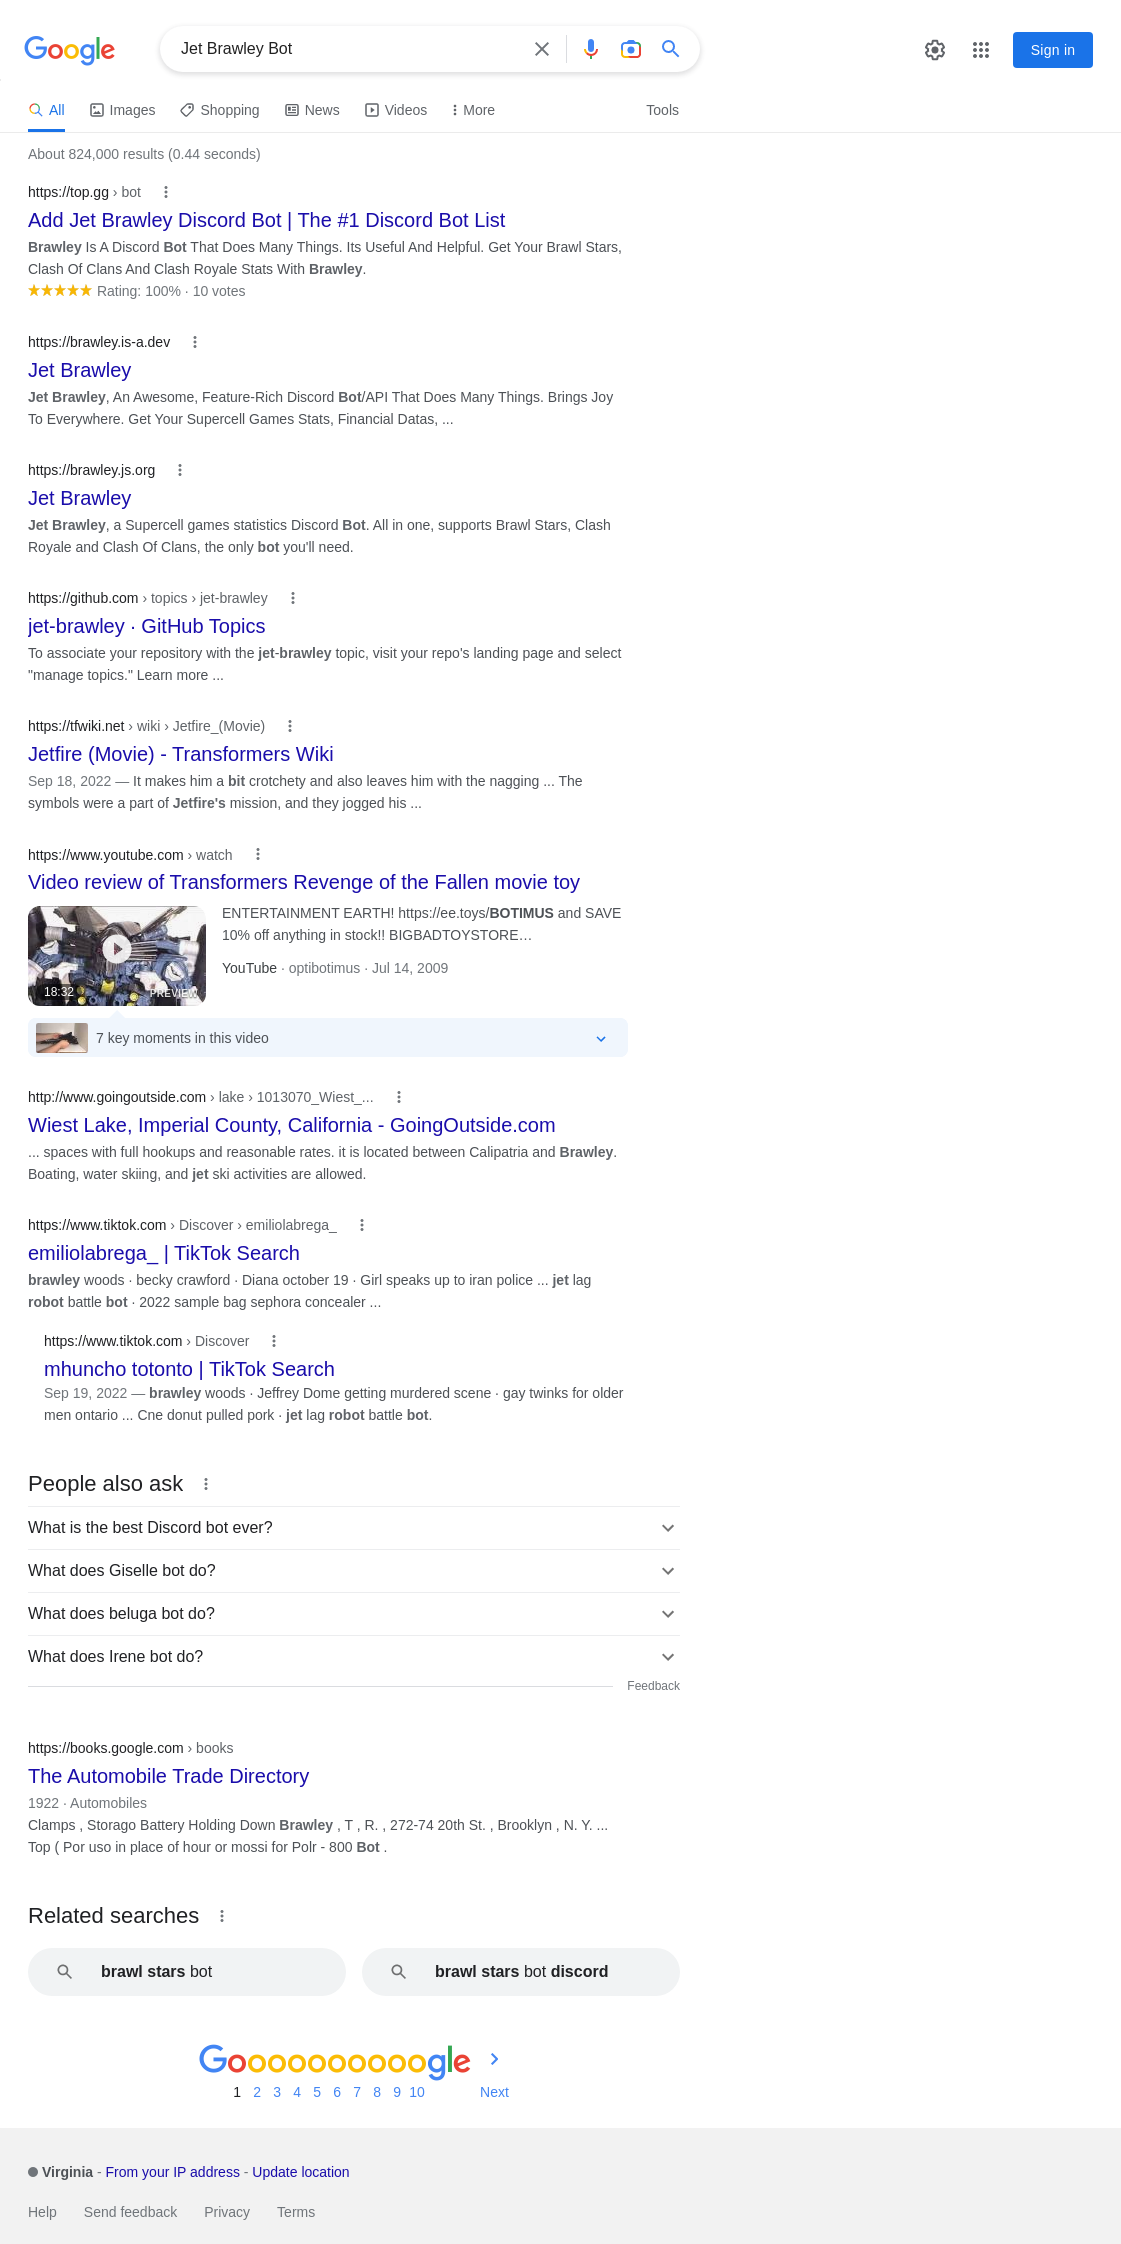 Google
Jet Brawley Bot
Sign in
All Images Shopping News Videos More Tools
About 824,000 results (0.44 seconds)
https://top.gg › bot
Add Jet Brawley Discord Bot | The #1 Discord Bot List
Brawley Is A Discord Bot That Does Many Things. Its Useful And Helpful. Get Your Brawl Stars,
Clash Of Clans And Clash Royale Stats With Brawley.
Rating: 100% · 10 votes
https://brawley.is-a.dev
Jet Brawley
Jet Brawley, An Awesome, Feature-Rich Discord Bot/API That Does Many Things. Brings Joy
To Everywhere. Get Your Supercell Games Stats, Financial Datas, ...
https://brawley.js.org
Jet Brawley
Jet Brawley, a Supercell games statistics Discord Bot. All in one, supports Brawl Stars, Clash
Royale and Clash Of Clans, the only bot you'll need.
https://github.com › topics › jet-brawley
jet-brawley · GitHub Topics
To associate your repository with the jet-brawley topic, visit your repo's landing page and select
"manage topics." Learn more ...
https://tfwiki.net › wiki › Jetfire_(Movie)
Jetfire (Movie) - Transformers Wiki
Sep 18, 2022 — It makes him a bit crotchety and also leaves him with the nagging ... The
symbols were a part of Jetfire's mission, and they jogged his ...
https://www.youtube.com › watch
Video review of Transformers Revenge of the Fallen movie toy
ENTERTAINMENT EARTH! https://ee.toys/BOTIMUS and SAVE
10% off anything in stock!! BIGBADTOYSTORE…
YouTube · optibotimus · Jul 14, 2009
18:32
PREVIEW
7 key moments in this video
http://www.goingoutside.com › lake › 1013070_Wiest_...
Wiest Lake, Imperial County, California - GoingOutside.com
... spaces with full hookups and reasonable rates. it is located between Calipatria and Brawley.
Boating, water skiing, and jet ski activities are allowed.
https://www.tiktok.com › Discover › emiliolabrega_
emiliolabrega_ | TikTok Search
brawley woods · becky crawford · Diana october 19 · Girl speaks up to iran police ... jet lag
robot battle bot · 2022 sample bag sephora concealer ...
https://www.tiktok.com › Discover
mhuncho totonto | TikTok Search
Sep 19, 2022 — brawley woods · Jeffrey Dome getting murdered scene · gay twinks for older
men ontario ... Cne donut pulled pork · jet lag robot battle bot.
People also ask
What is the best Discord bot ever?
What does Giselle bot do?
What does beluga bot do?
What does Irene bot do?
Feedback
https://books.google.com › books
The Automobile Trade Directory
1922 · Automobiles
Clamps , Storago Battery Holding Down Brawley , T , R. , 272-74 20th St. , Brooklyn , N. Y. ...
Top ( Por uso in place of hour or mossi for Polr - 800 Bot .
Related searches
brawl stars bot
brawl stars bot discord
Goooooooooogle
1 2 3 4 5 6 7 8 9 10 Next
Virginia - From your IP address - Update location
Help Send feedback Privacy Terms